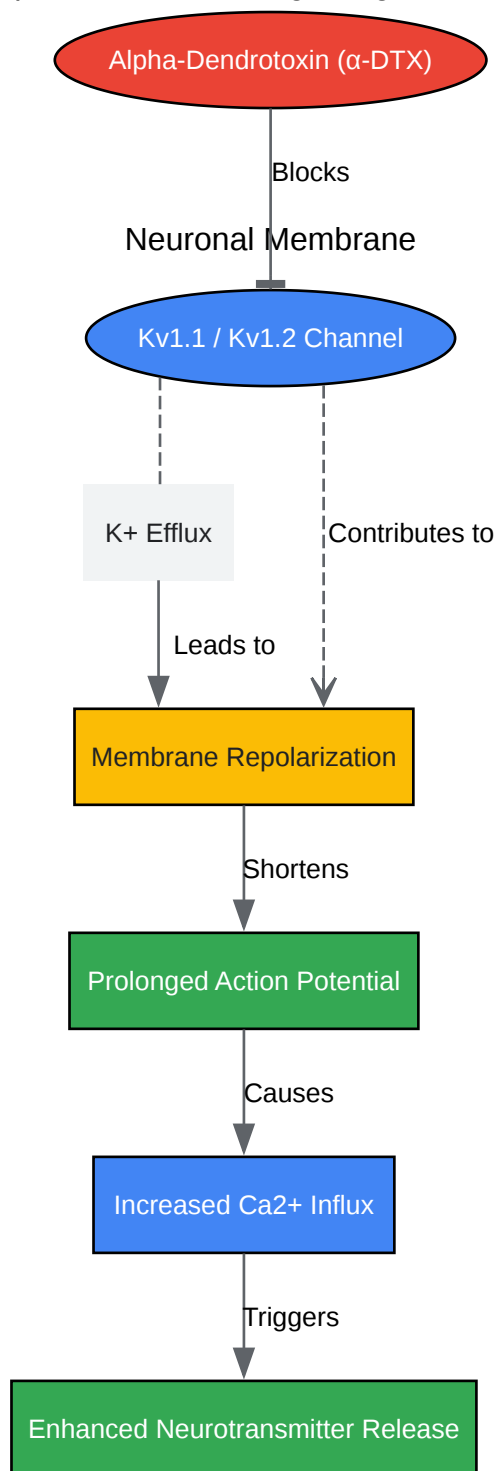 Alpha-Dendrotoxin (α-DTX)
Blocks
Neuronal Membrane
Kv1.1 / Kv1.2 Channel
K+ Efflux
Contributes to
Leads to
Membrane Repolarization
Shortens
Prolonged Action Potential
Causes
Increased Ca2+ Influx
Triggers
Enhanced Neurotransmitter Release